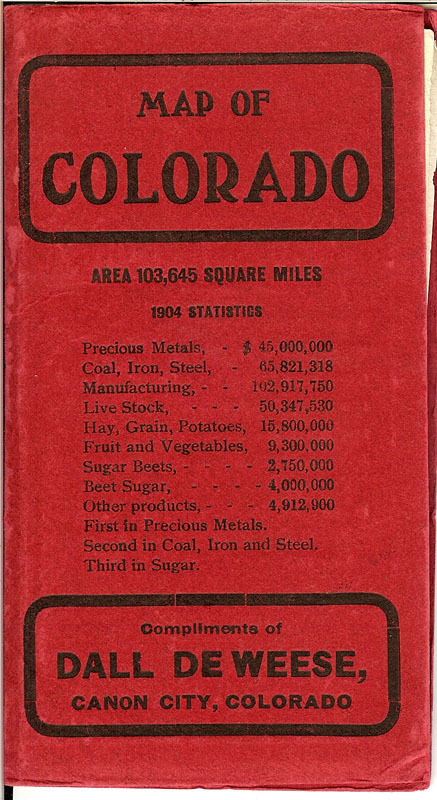 MAP OF
COLORADO
AREA 103,645 SQUARE MILES
1904 STATISTICS
Precious Metals, - $ 45,000,000
Coal, Iron, Steel, - 65,821,318
Manufacturing, - - 102,917,750
Live Stock, - - - 50,347,530
Hay, Grain, Potatoes, 15,800,000
Fruit and Vegetables, 9,300,000
Sugar Beets, - - - - 2,750,000
Beet Sugar, - - - - 4,000,000
Other products, - - - 4,912,900
First in Precious Metals.
Second in Coal, Iron and Steel.
Third in Sugar.
Compliments of
DALL DE WEESE,
CANON CITY, COLORADO